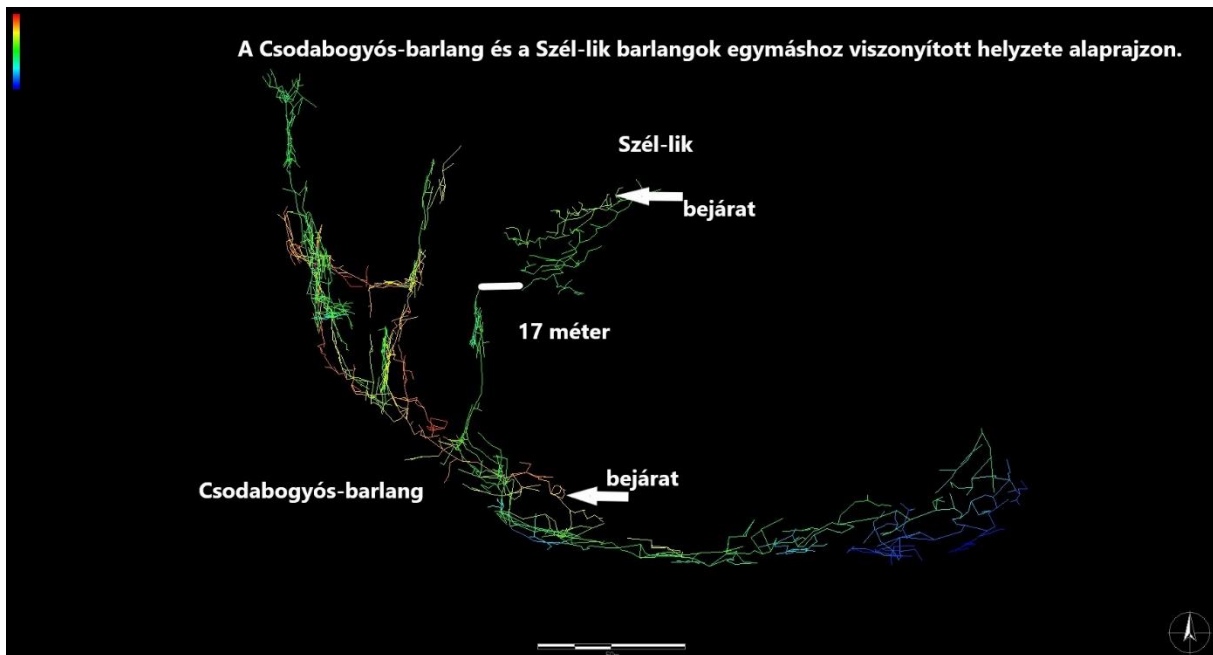 A Csodabogyós-barlang és a Szél-lik barlangok egymáshoz viszonyított helyzete alaprajzon.
Szél-lik
bejárat
17 méter
bejárat
Csodabogyós-barlang